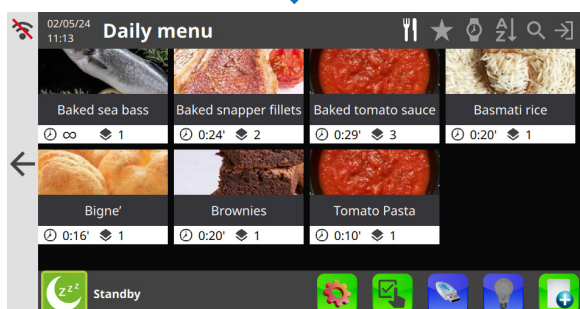 02/05/24
11:13
Daily menu
A
Z
Baked sea bass
Baked snapper fillets
Baked tomato sauce
Basmati rice
∞ 1
0:24' 2
0:29' 3
0:20' 1
Bigne’
Brownies
Tomato Pasta
0:16' 1
0:20' 1
0:10' 1
zzz
Standby